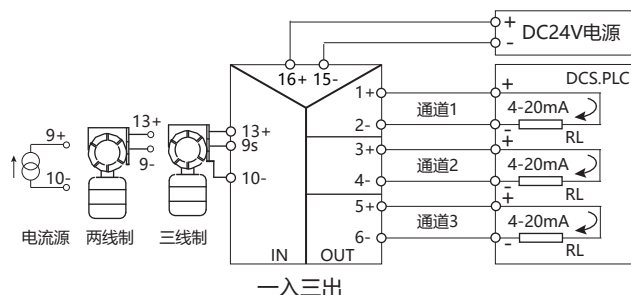 +
DC24V电源
-
16+ 15-
DCS.PLC
1+
+
通道1
4-20mA
2-
-
RL
13+
13+
9+
9s
3+
+
通道2
4-20mA
9-
10-
10-
4-
-
RL
5+
+
通道3
4-20mA
6-
-
RL
电流源 两线制 三线制
IN OUT
一入三出